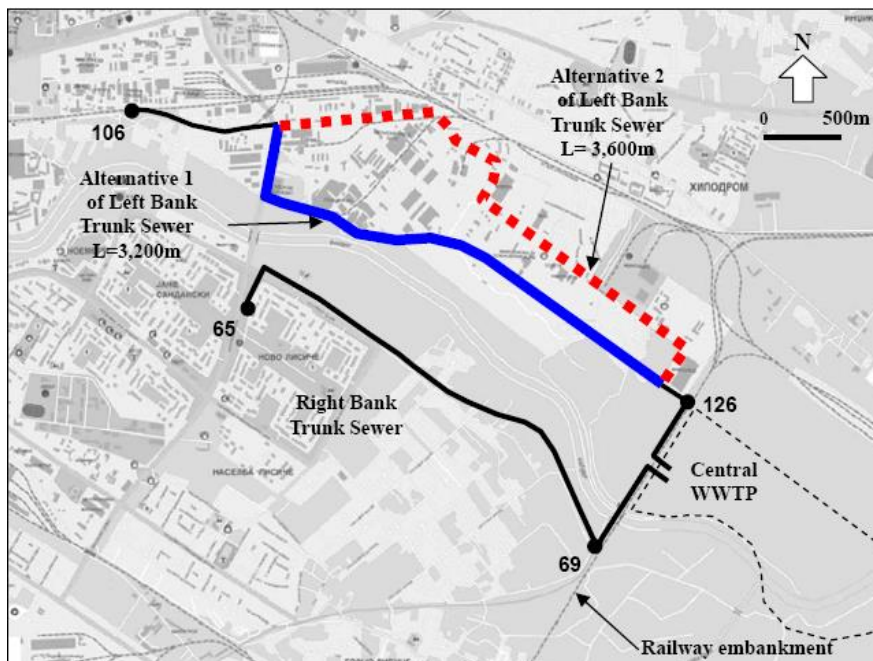 Alternative 2
of Left Bank
Trunk Sewer
L= 3,600m
N
0 500m
106
ХИПОДРОМ
Alternative 1
of Left Bank
Trunk Sewer
L=3,200m
ЈАНЕ
САНДАНСКИ
65
НОВО ЛИСИЧЕ
Right Bank
Trunk Sewer
126
НАСЕЛБА ЛИСИЧЕ
Central
WWTP
69
Railway embankment